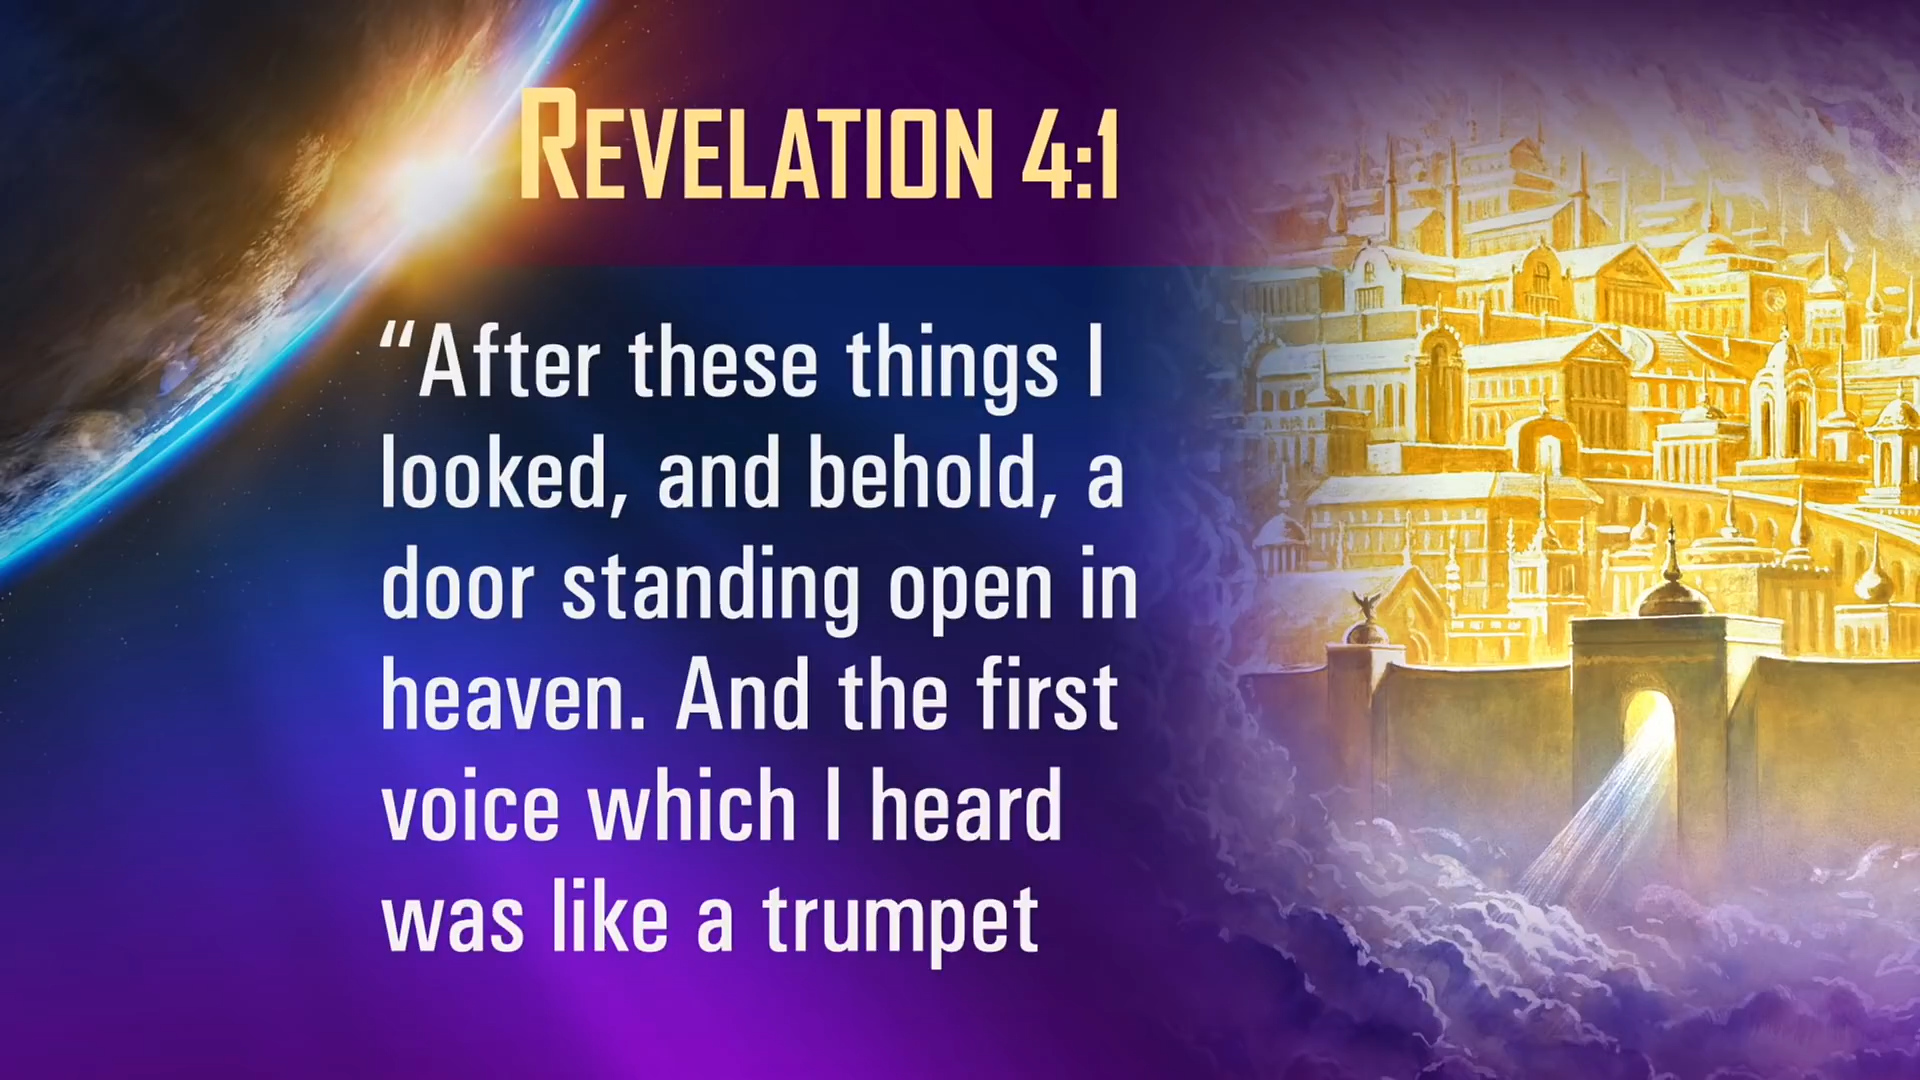 REVELATION 4:1
“After these things I
looked, and behold, a
door standing open in
heaven. And the first
voice which I heard
was like a trumpet